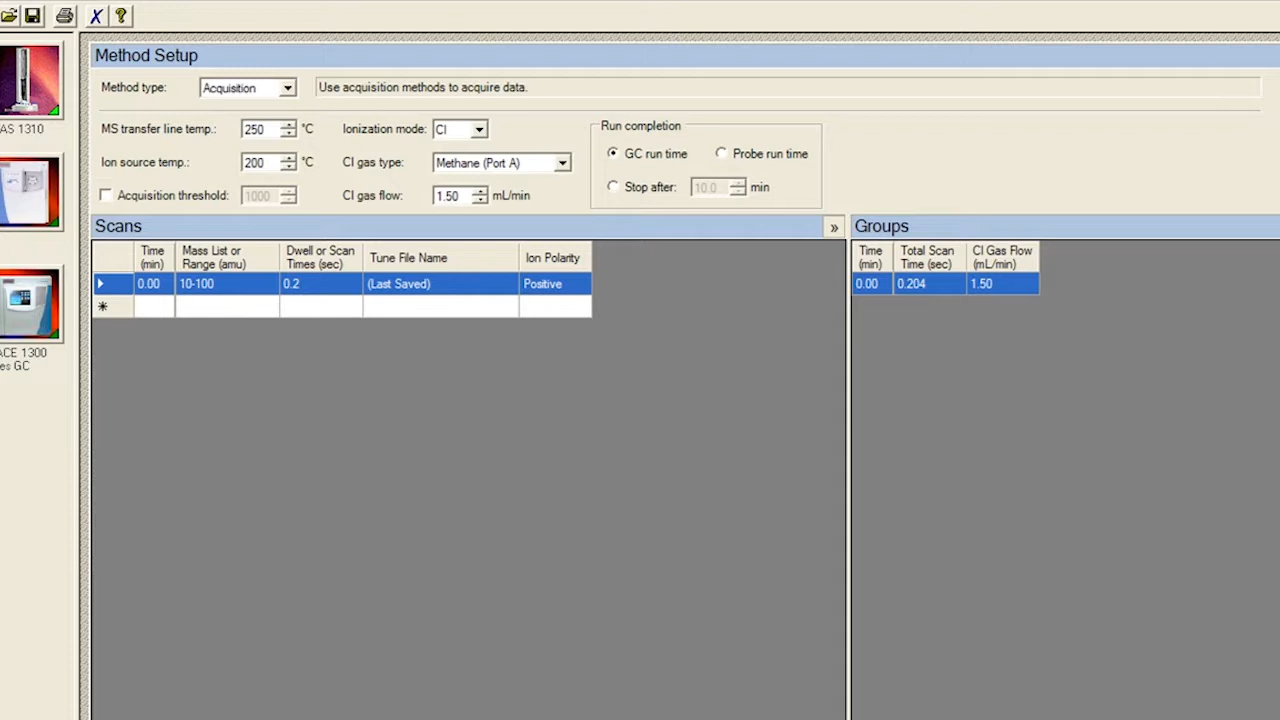 X ?
AS 1310
ACE 1300
es GC
Method Setup
Method type: Acquisition Use acquisition methods to acquire data.
MS transfer line temp.: 250 °C Ionization mode: CI
Ion source temp.: 200 °C CI gas type: Methane (Port A)
Acquisition threshold: 1000 CI gas flow: 1.50 mL/min
Run completion
GC run time Probe run time
Stop after: 10.0 min
Scans »
Time (min) Mass List or Range (amu) Dwell or Scan Times (sec) Tune File Name Ion Polarity
0.00 10-100 0.2 (Last Saved) Positive
Groups
Time (min) Total Scan Time (sec) CI Gas Flow (mL/min)
0.00 0.204 1.50